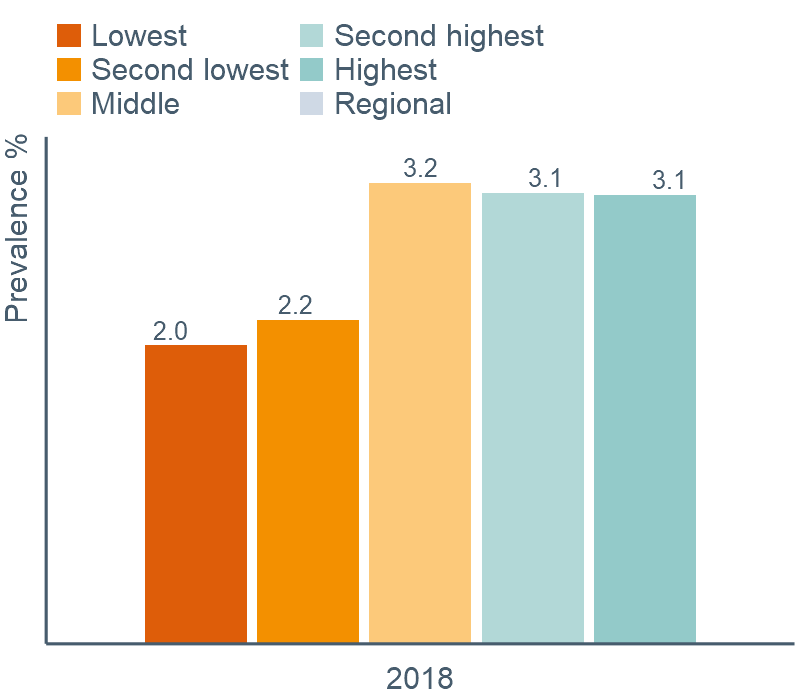 Lowest
Second lowest
Middle
Second highest
Highest
Regional
Prevalence %
2.0
2.2
3.2
3.1
3.1
2018